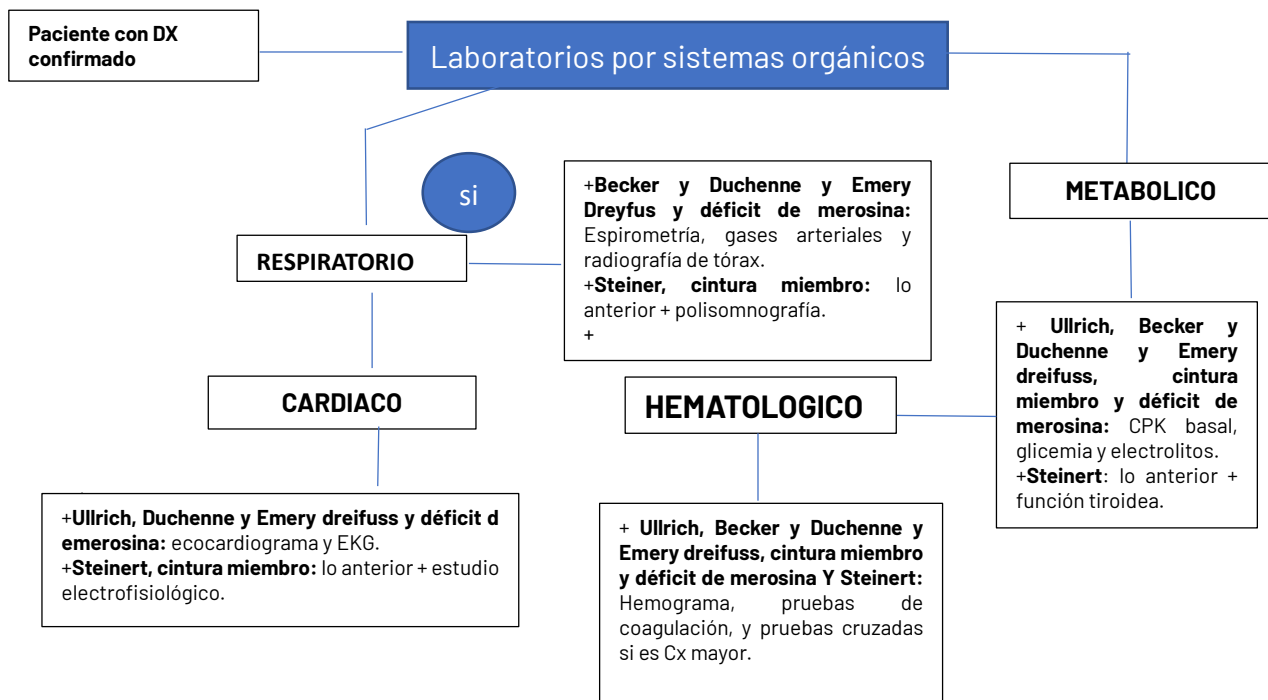 Paciente con DX
confirmado
Laboratorios por sistemas orgánicos
si
RESPIRATORIO
+Becker y Duchenne y Emery
Dreyfus y déficit de merosina:
Espirometría, gases arteriales y
radiografía de tórax.
+Steiner, cintura miembro: lo
anterior + polisomnografía.
+
METABOLICO
CARDIACO
HEMATOLOGICO
+ Ullrich, Becker y
Duchenne y Emery
dreifuss, cintura
miembro y déficit de
merosina: CPK basal,
glicemia y electrolitos.
+Steinert: lo anterior +
función tiroidea.
+Ullrich, Duchenne y Emery dreifuss y déficit d
emerosina: ecocardiograma y EKG.
+Steinert, cintura miembro: lo anterior + estudio
electrofisiológico.
+ Ullrich, Becker y Duchenne y
Emery dreifuss, cintura miembro
y déficit de merosina Y Steinert:
Hemograma, pruebas de
coagulación, y pruebas cruzadas
si es Cx mayor.